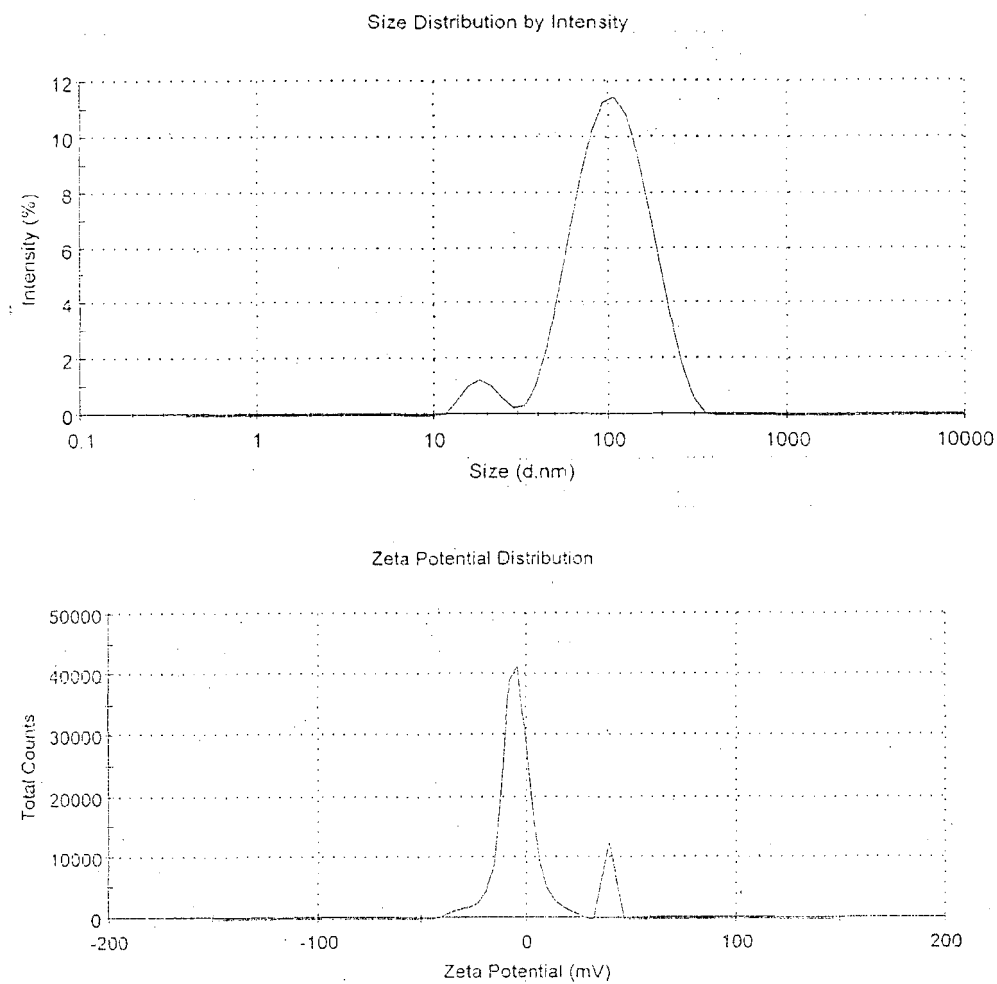 Size Distribution by Intensity
12
10
8
6
4
2
0
Intensity (%)
0.1 1 10 100 1000 10000
Size (d.nm)
Zeta Potential Distribution
50000
40000
30000
20000
10000
0
Total Counts
-200 -100 0 100 200
Zeta Potential (mV)